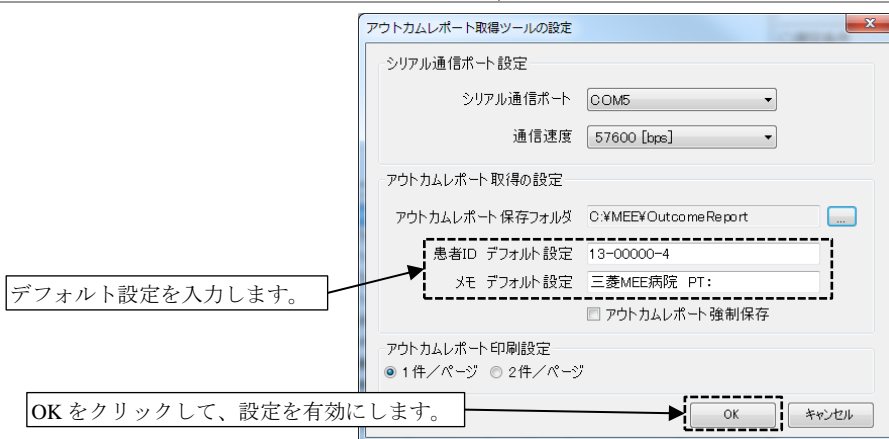 アウトカムレポート取得ツールの設定
シリアル通信ポート設定
シリアル通信ポート COM5
通信速度 57600 [bps]
アウトカムレポート取得の設定
アウトカムレポート保存フォルダ C:¥MEE¥OutcomeReport ...
患者ID デフォルト設定 13-00000-4
デフォルト設定を入力します。
メモ デフォルト設定 三菱MEE病院 PT:
アウトカムレポート強制保存
アウトカムレポート印刷設定
1件/ページ 2件/ページ
OK をクリックして、設定を有効にします。
OK キャンセル